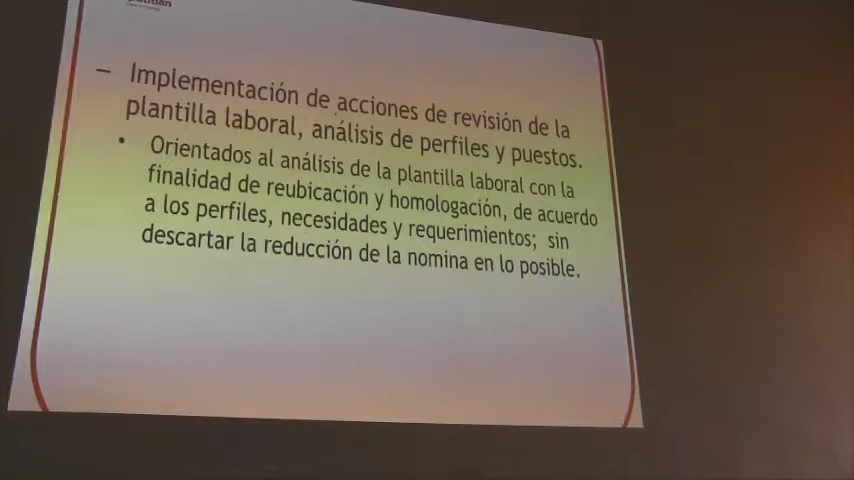 – Implementación de acciones de revisión de la
plantilla laboral, análisis de perfiles y puestos.
• Orientados al análisis de la plantilla laboral con la
finalidad de reubicación y homologación, de acuerdo
a los perfiles, necesidades y requerimientos; sin
descartar la reducción de la nomina en lo posible.